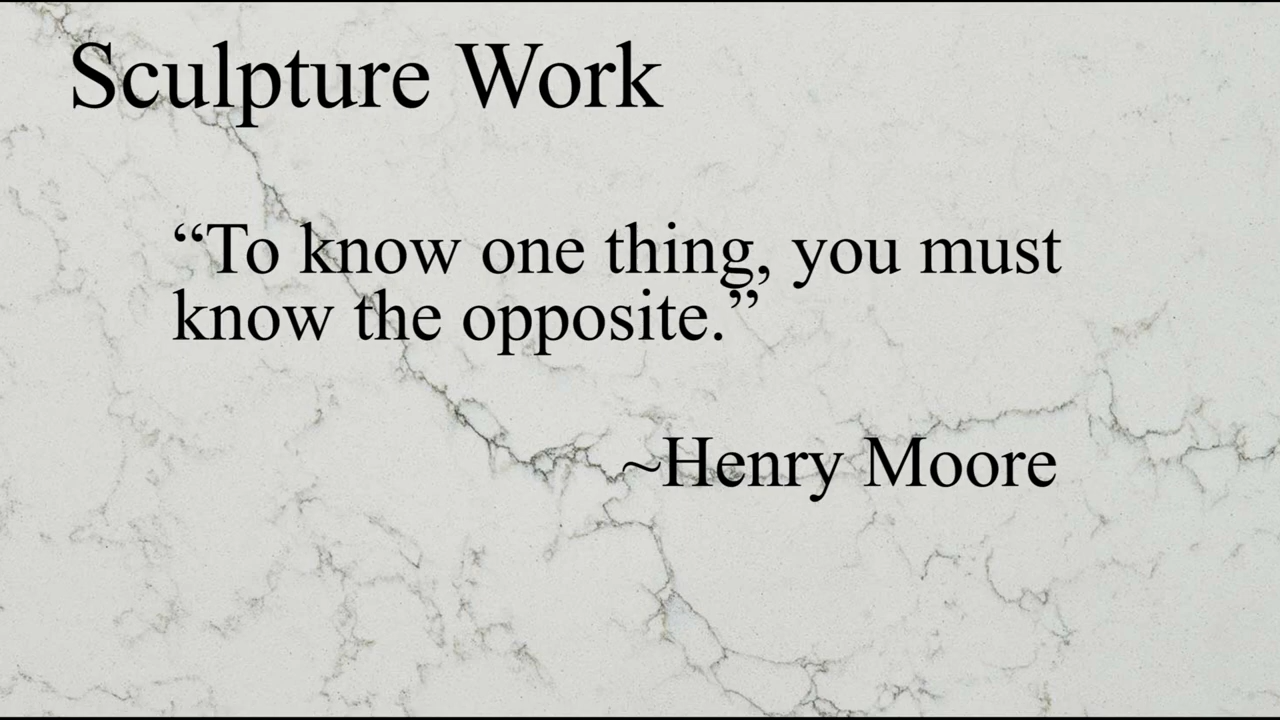 Sculpture Work
“To know one thing, you must
know the opposite.”
~Henry Moore